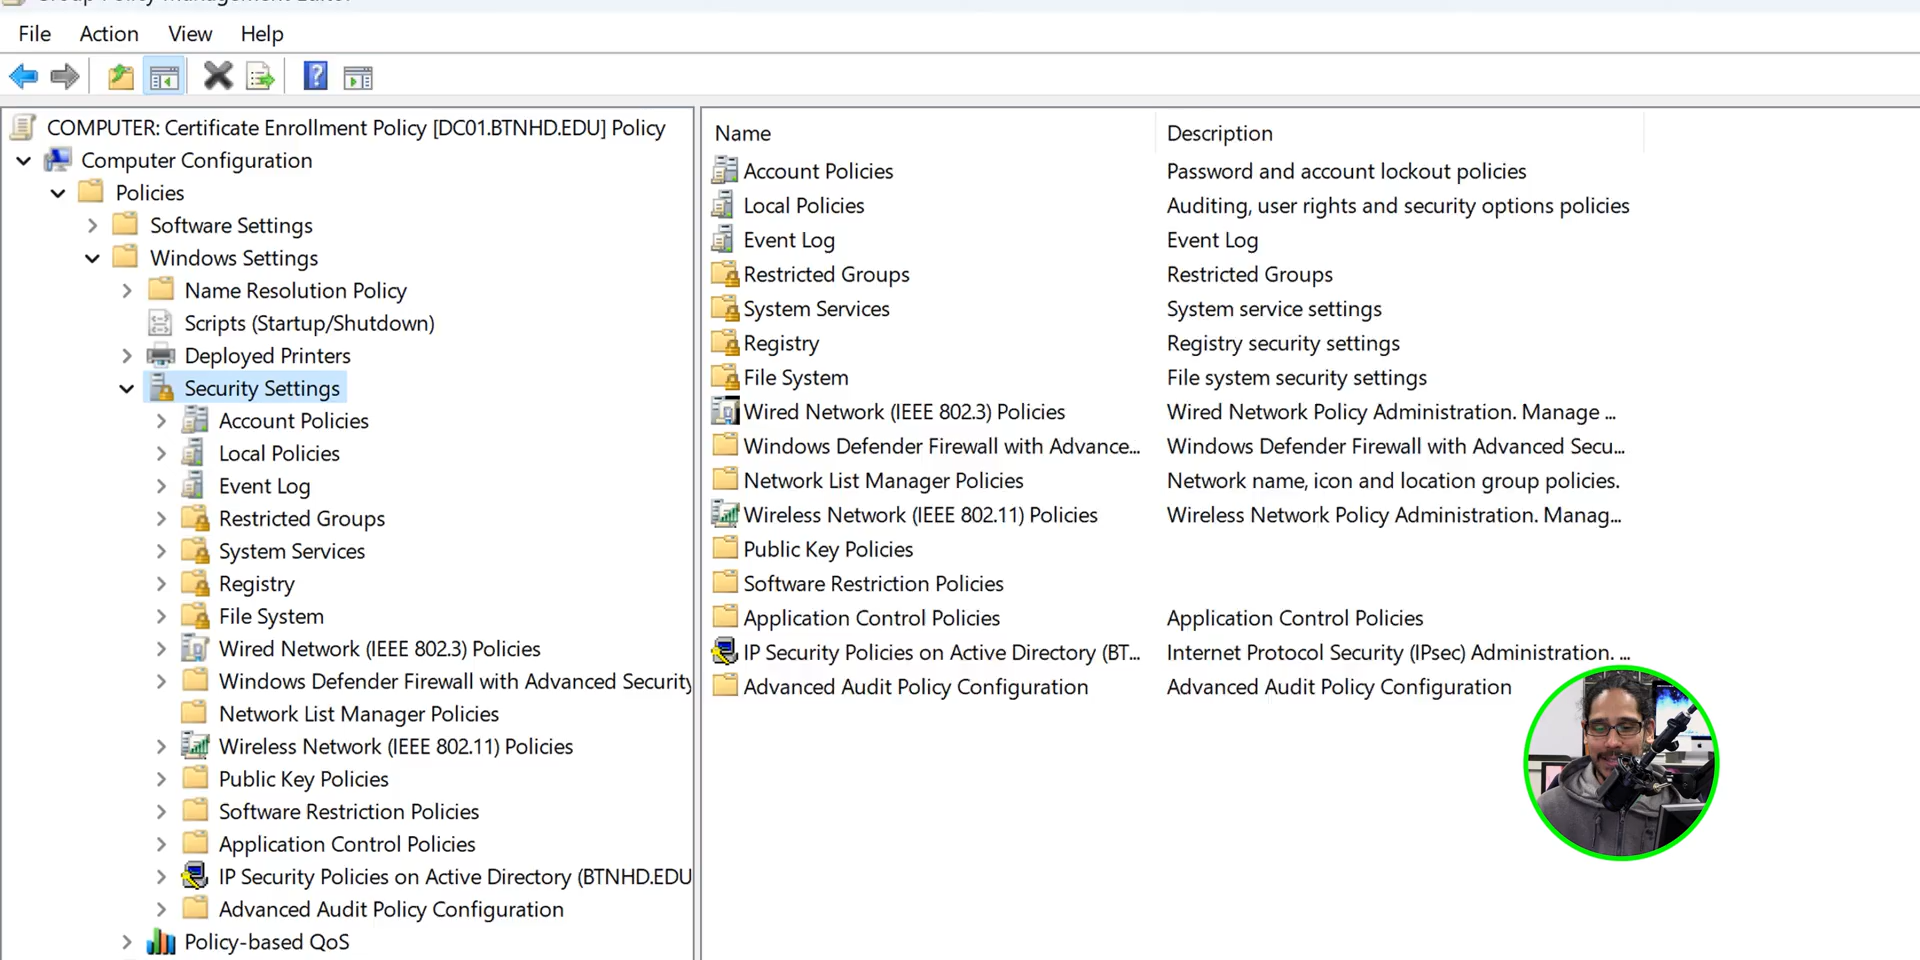 Group Policy Management Editor
File Action View Help
COMPUTER: Certificate Enrollment Policy [DC01.BTNHD.EDU] Policy
Computer Configuration
Policies
Software Settings
Windows Settings
Name Resolution Policy
Scripts (Startup/Shutdown)
Deployed Printers
Security Settings
Account Policies
Local Policies
Event Log
Restricted Groups
System Services
Registry
File System
Wired Network (IEEE 802.3) Policies
Windows Defender Firewall with Advanced Security
Network List Manager Policies
Wireless Network (IEEE 802.11) Policies
Public Key Policies
Software Restriction Policies
Application Control Policies
IP Security Policies on Active Directory (BTNHD.EDU
Advanced Audit Policy Configuration
Policy-based QoS
Name Description
Account Policies Password and account lockout policies
Local Policies Auditing, user rights and security options policies
Event Log Event Log
Restricted Groups Restricted Groups
System Services System service settings
Registry Registry security settings
File System File system security settings
Wired Network (IEEE 802.3) Policies Wired Network Policy Administration. Manage ...
Windows Defender Firewall with Advance... Windows Defender Firewall with Advanced Secu...
Network List Manager Policies Network name, icon and location group policies.
Wireless Network (IEEE 802.11) Policies Wireless Network Policy Administration. Manag...
Public Key Policies
Software Restriction Policies
Application Control Policies Application Control Policies
IP Security Policies on Active Directory (BT... Internet Protocol Security (IPsec) Administration. ...
Advanced Audit Policy Configuration Advanced Audit Policy Configuration